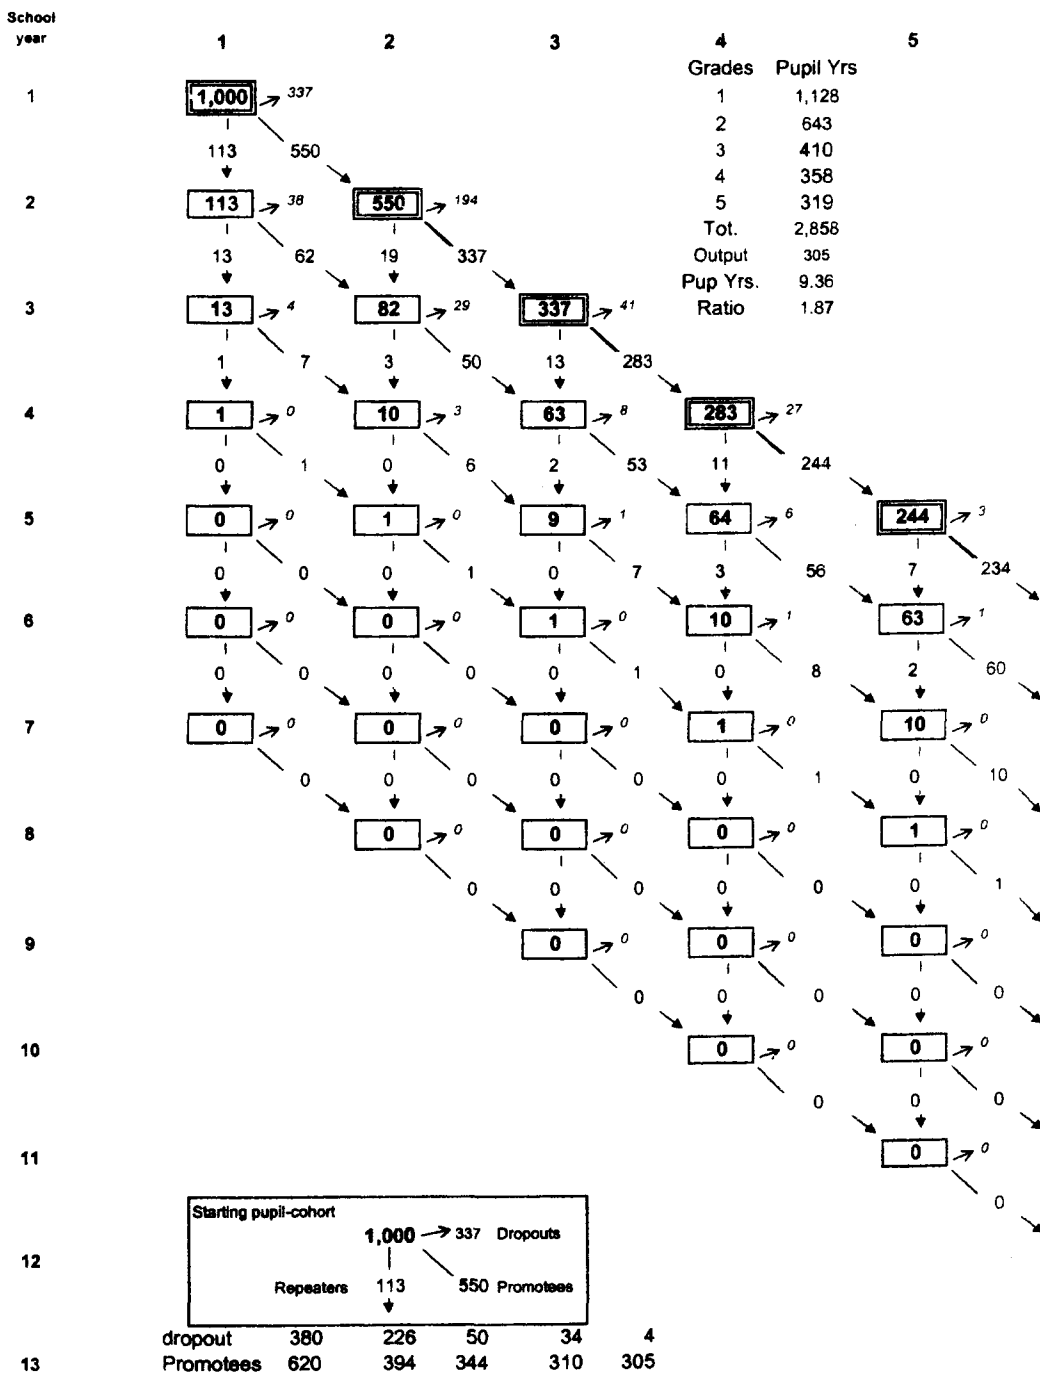 School
year 1 2 3 4 5
Grades Pupil Yrs
1 1,000 337 1 1,128
2 643
113 550 3 410
4 358
2 113 38 550 194 5 319
Tot. 2,858
13 62 19 337 Output 305
Pup Yrs. 9.36
3 13 4 82 29 337 41 Ratio 1.87
1 7 3 50 13 283
4 1 0 10 3 63 8 283 27
0 1 0 6 2 53 11 244
5 0 0 1 0 9 1 64 6 244 3
0 0 0 1 0 7 3 56 7 234
6 0 0 0 0 1 0 10 1 63 1
0 0 0 0 0 1 0 8 2 60
7 0 0 0 0 0 0 1 0 10 0
0 0 0 0 0 0 1 0 10
8 0 0 0 0 0 0 1 0
0 0 0 0 0 0 1
9 0 0 0 0 0 0
0 0 0 0 0
10 0 0 0 0
0 0 0
11 0 0
0
Starting pupil-cohort
1,000 337 Dropouts
12
Repeaters 113 550 Promotees
dropout 380 226 50 34 4
13 Promotees 620 394 344 310 305